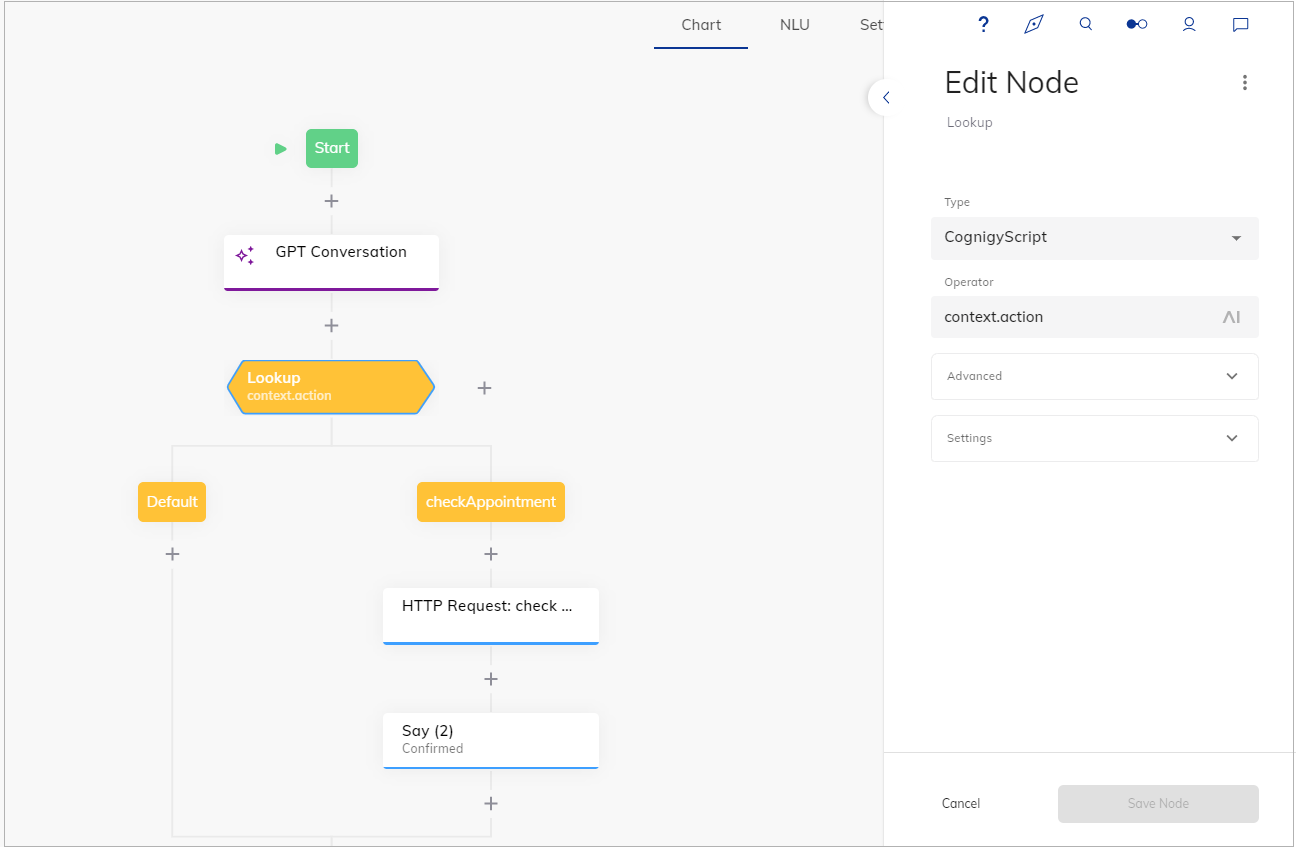 Chart
NLU
Set
?
Edit Node
Lookup
Start
GPT Conversation
Lookup
context.action
Default
checkAppointment
HTTP Request: check ...
Say (2)
Confirmed
Type
CognigyScript
Operator
context.action
AI
Advanced
Settings
Cancel
Save Node